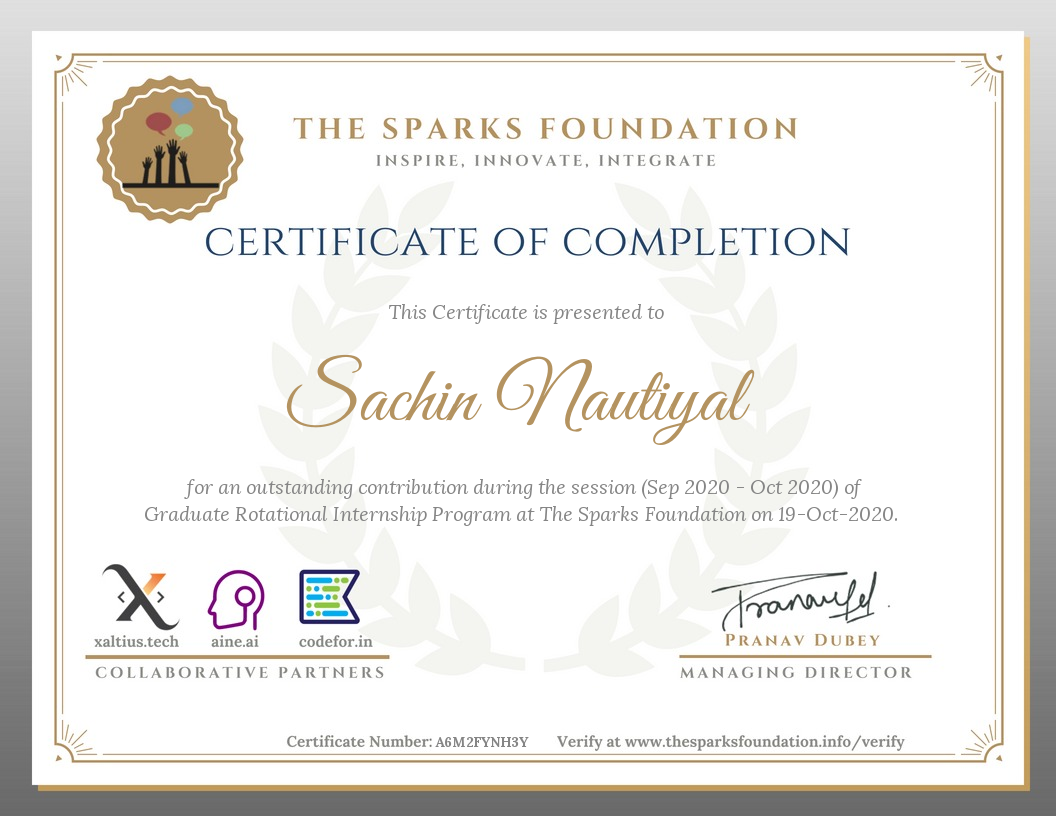 THE SPARKS FOUNDATION
INSPIRE, INNOVATE, INTEGRATE
CERTIFICATE OF COMPLETION
This Certificate is presented to
Sachin Nautiyal
for an outstanding contribution during the session (Sep 2020 - Oct 2020) of
Graduate Rotational Internship Program at The Sparks Foundation on 19-Oct-2020.
xaltius.tech aine.ai codefor.in
COLLABORATIVE PARTNERS
PRANAV DUBEY
MANAGING DIRECTOR
Certificate Number: A6M2FYNH3Y Verify at www.thesparksfoundation.info/verify